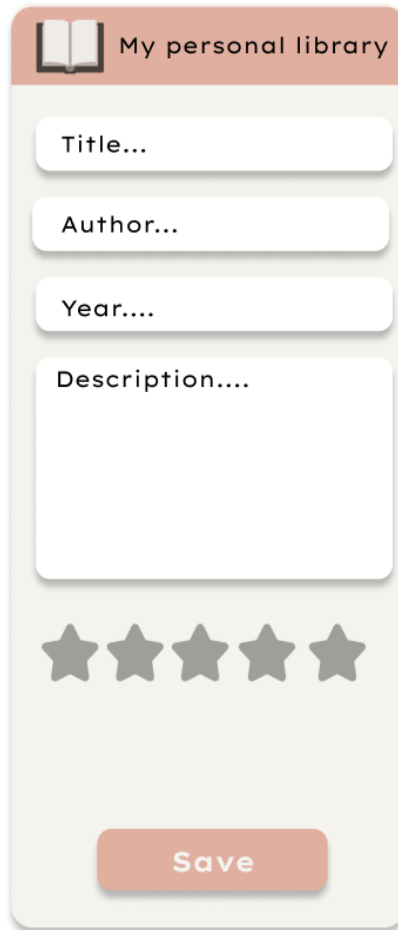 My personal library
Title...
Author...
Year....
Description....
Save